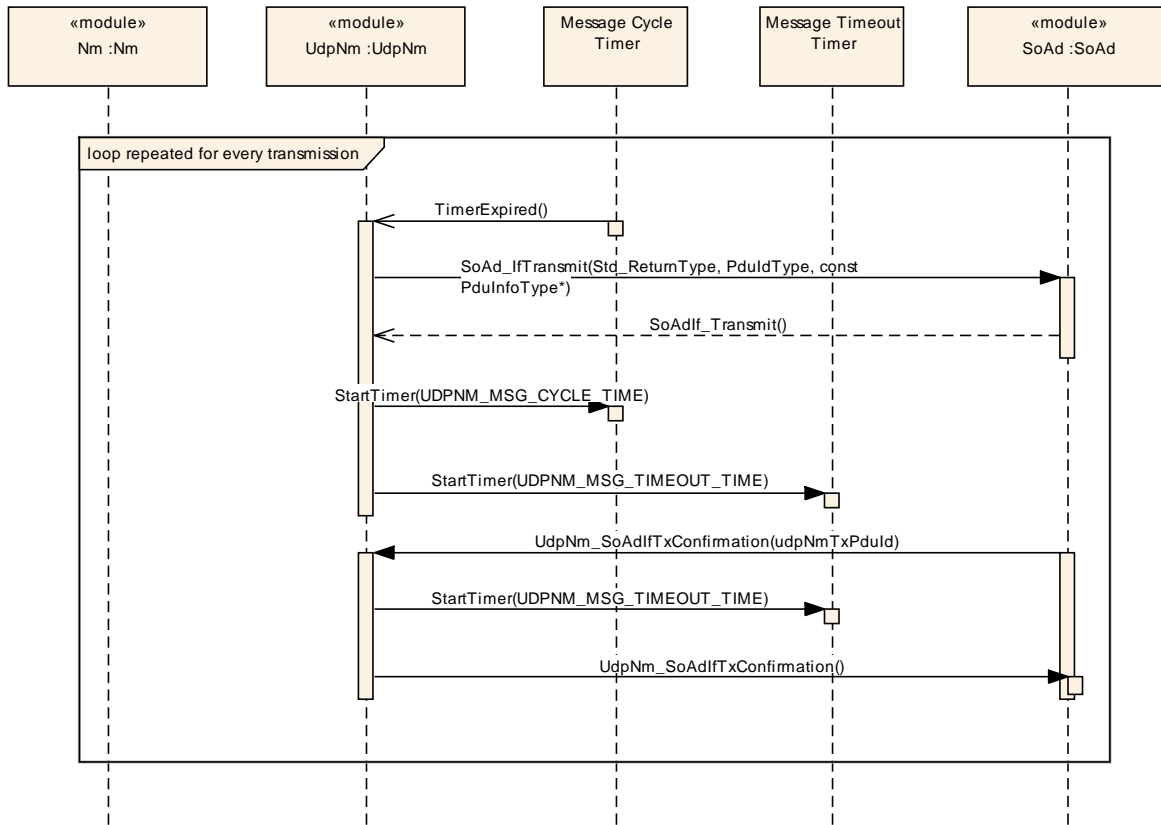 «module»
Nm :Nm
«module»
UdpNm :UdpNm
Message Cycle
Timer
Message Timeout
Timer
«module»
SoAd :SoAd
loop repeated for every transmission
TimerExpired()
SoAd_IfTransmit(Std_ReturnType, PduIdType, const
PduInfoType*)
SoAdIf_Transmit()
StartTimer(UDPNM_MSG_CYCLE_TIME)
StartTimer(UDPNM_MSG_TIMEOUT_TIME)
UdpNm_SoAdIfTxConfirmation(udpNmTxPduId)
StartTimer(UDPNM_MSG_TIMEOUT_TIME)
UdpNm_SoAdIfTxConfirmation()